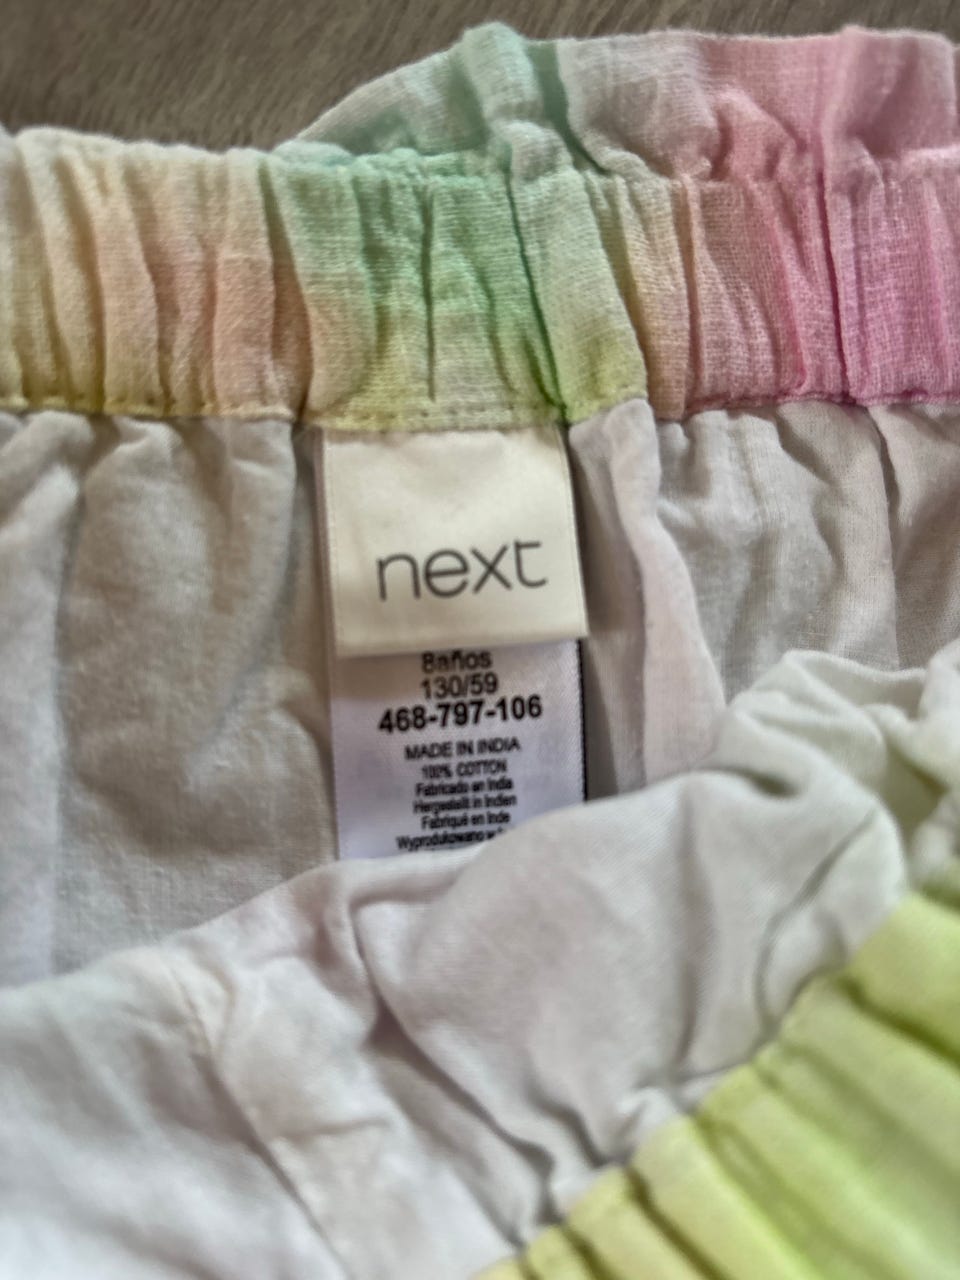 next
8años
130/59
468-797-106
MADE IN INDIA
100% COTTON
Fabricado en India
Hergestellt in Indien
Fabriqué en Inde
Wyprodukowano w